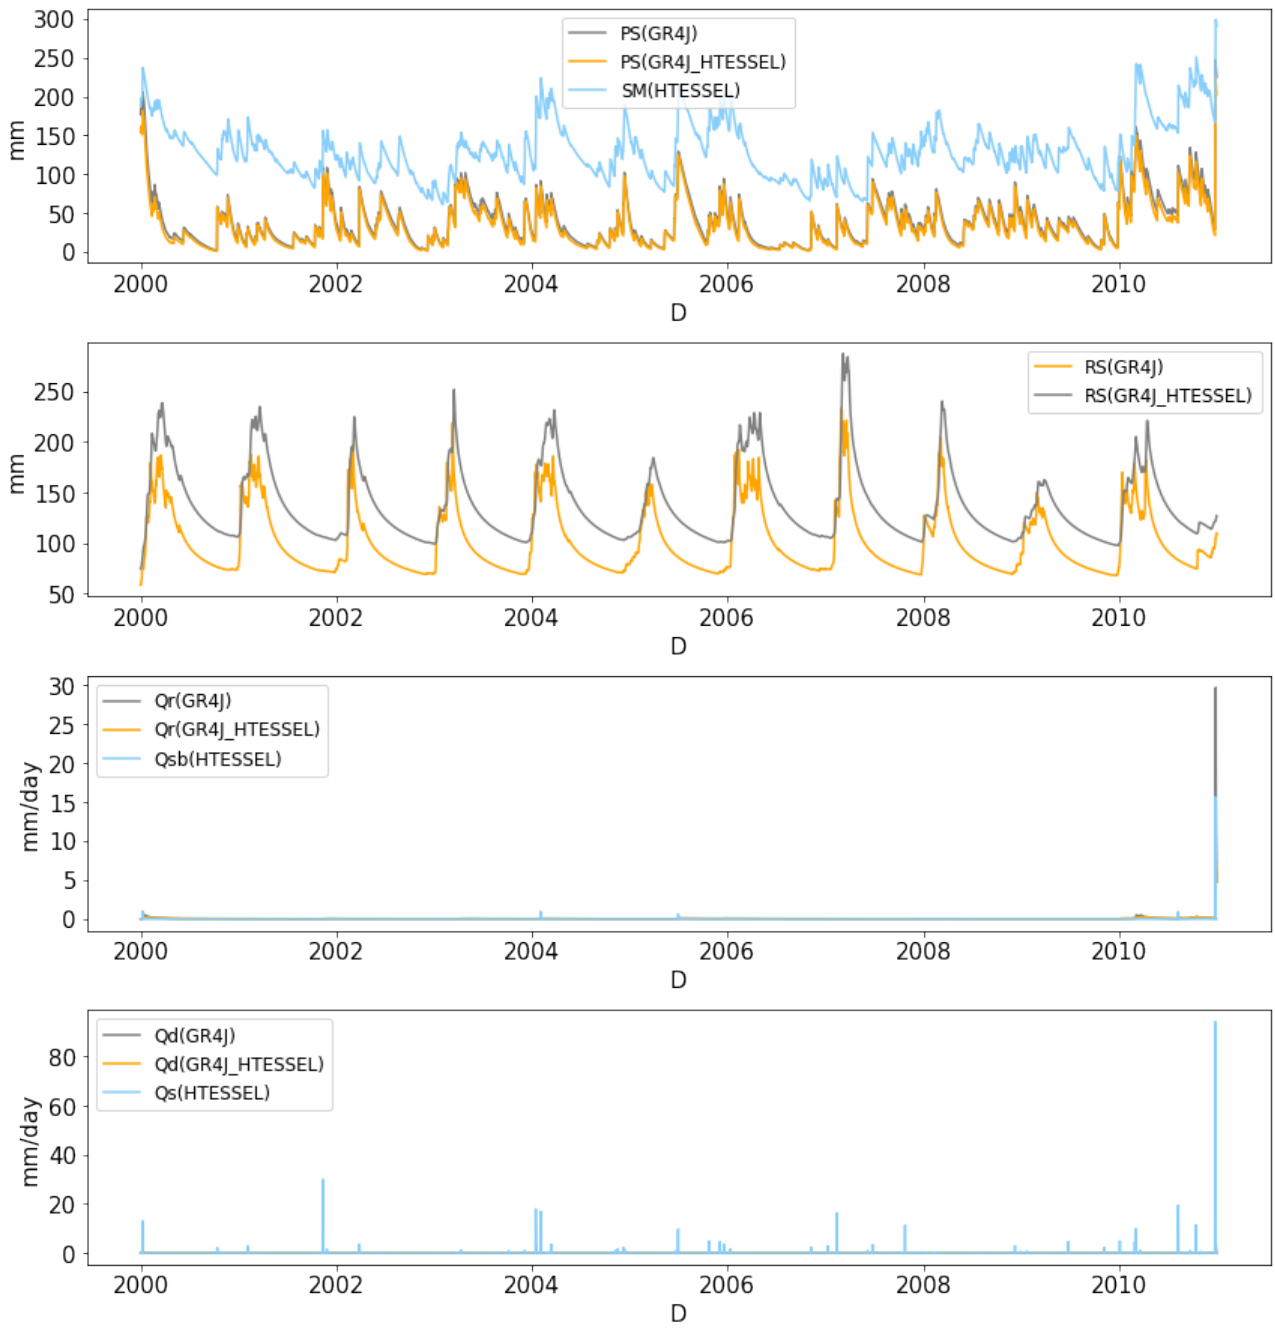 300
250
200
150
100
50
0
mm
PS(GR4J)
PS(GR4J_HTESSEL)
SM(HTESSEL)
2000 2002 2004 2006 2008 2010
D
250
200
150
100
50
mm
RS(GR4J)
RS(GR4J_HTESSEL)
2000 2002 2004 2006 2008 2010
D
30
25
20
15
10
5
0
mm/day
Qr(GR4J)
Qr(GR4J_HTESSEL)
Qsb(HTESSEL)
2000 2002 2004 2006 2008 2010
D
80
60
40
20
0
mm/day
Qd(GR4J)
Qd(GR4J_HTESSEL)
Qs(HTESSEL)
2000 2002 2004 2006 2008 2010
D